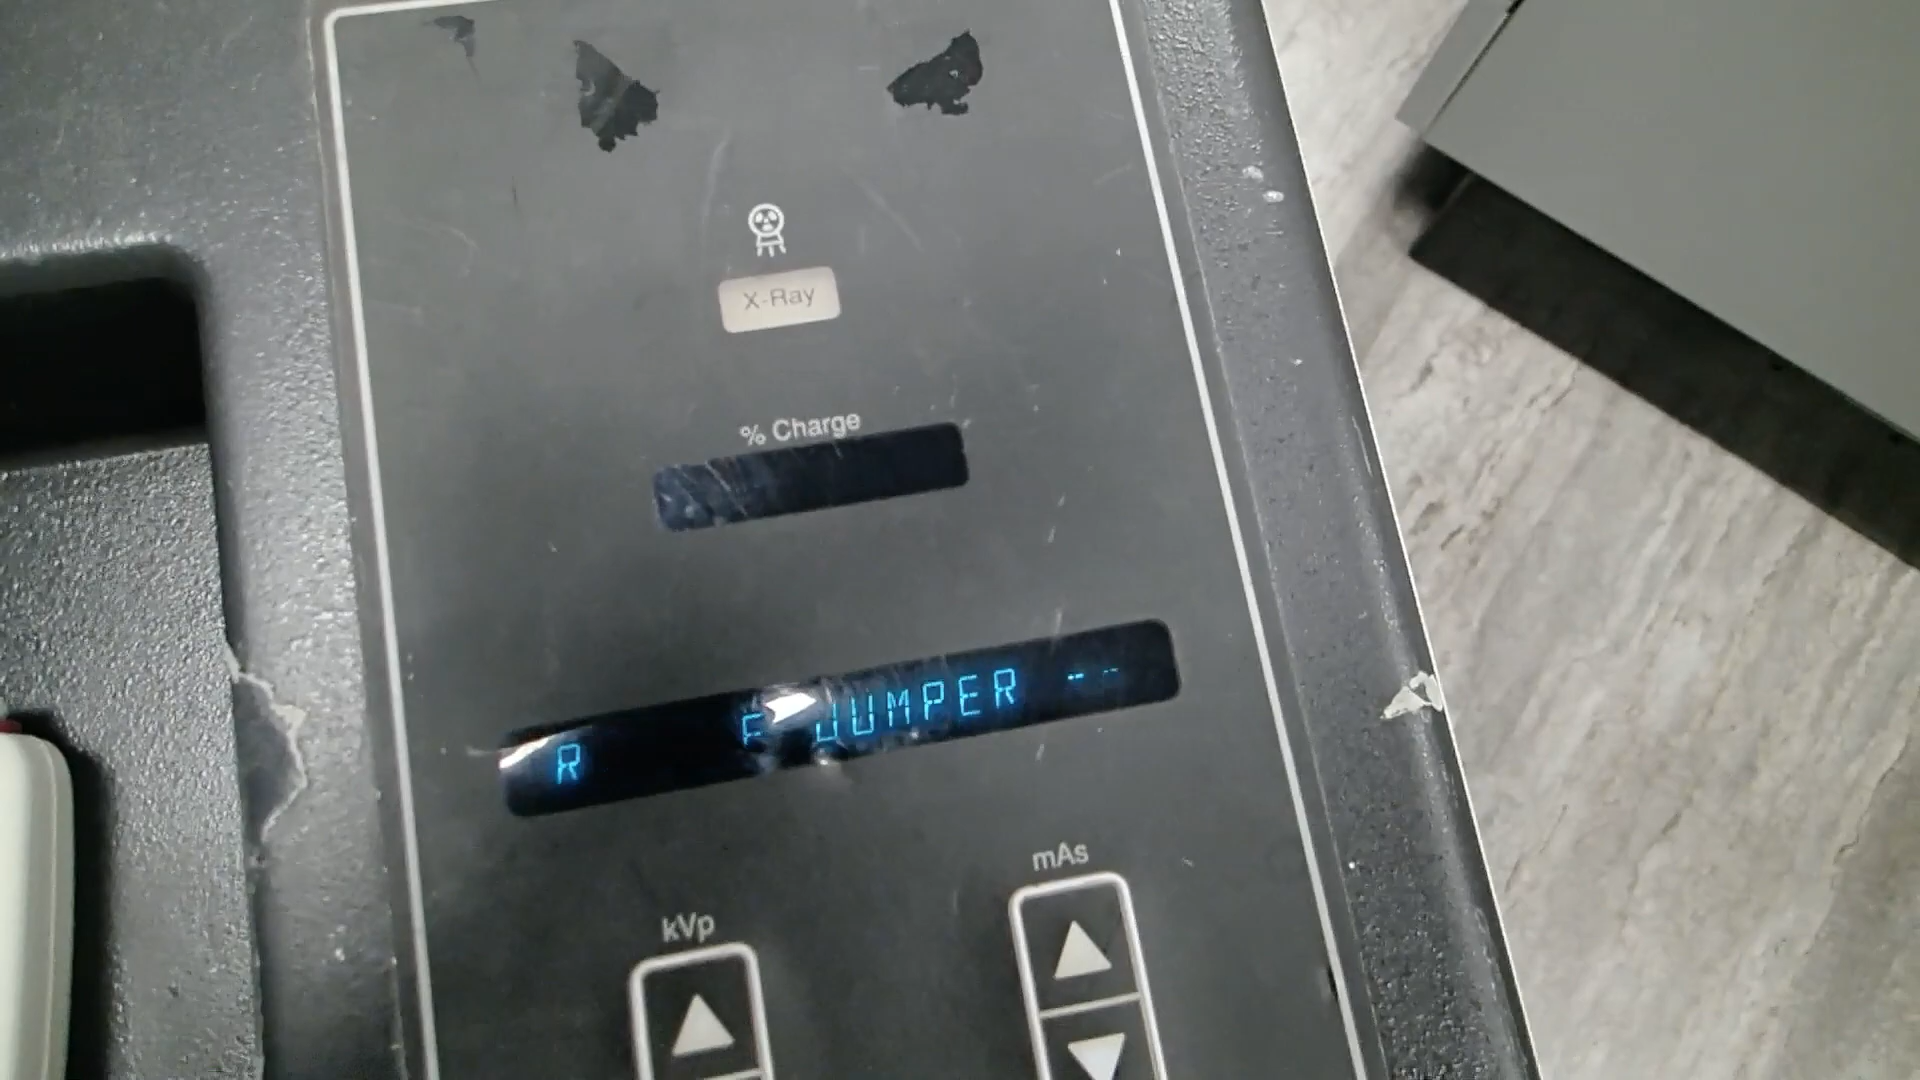 X-Ray
% Charge
R JUMPER --
mAs
kVp